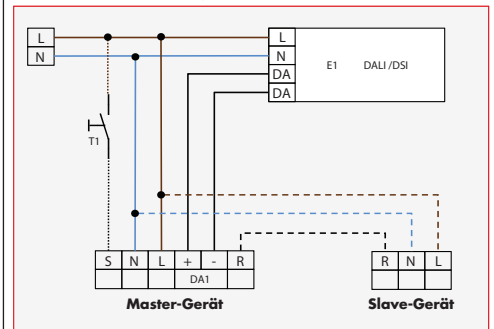 L
N
L
N
DA
DA
E1 DALI/DSI
T1
S N L + - R
DA1
R N L
Master-Gerät
Slave-Gerät